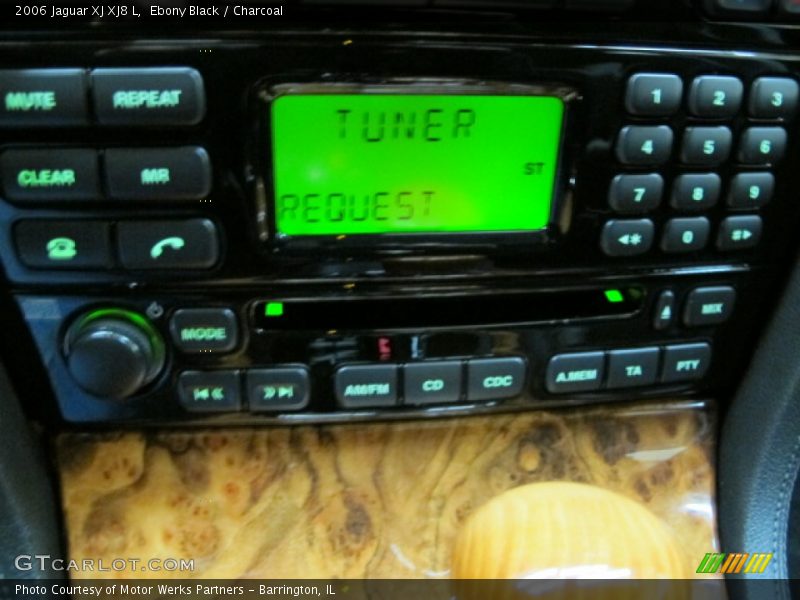 2006 Jaguar XJ XJ8 L,  Ebony Black / Charcoal
MUTE REPEAT
TUNER
1 2 3
CLEAR MR
ST
4 5 6
REQUEST
7 8 9
◄* 0 #►
MODE
MIX
AM/FM CD CDC
A.MEM TA PTY
GTCARLOT.COM
Photo Courtesy of Motor Werks Partners - Barrington, IL